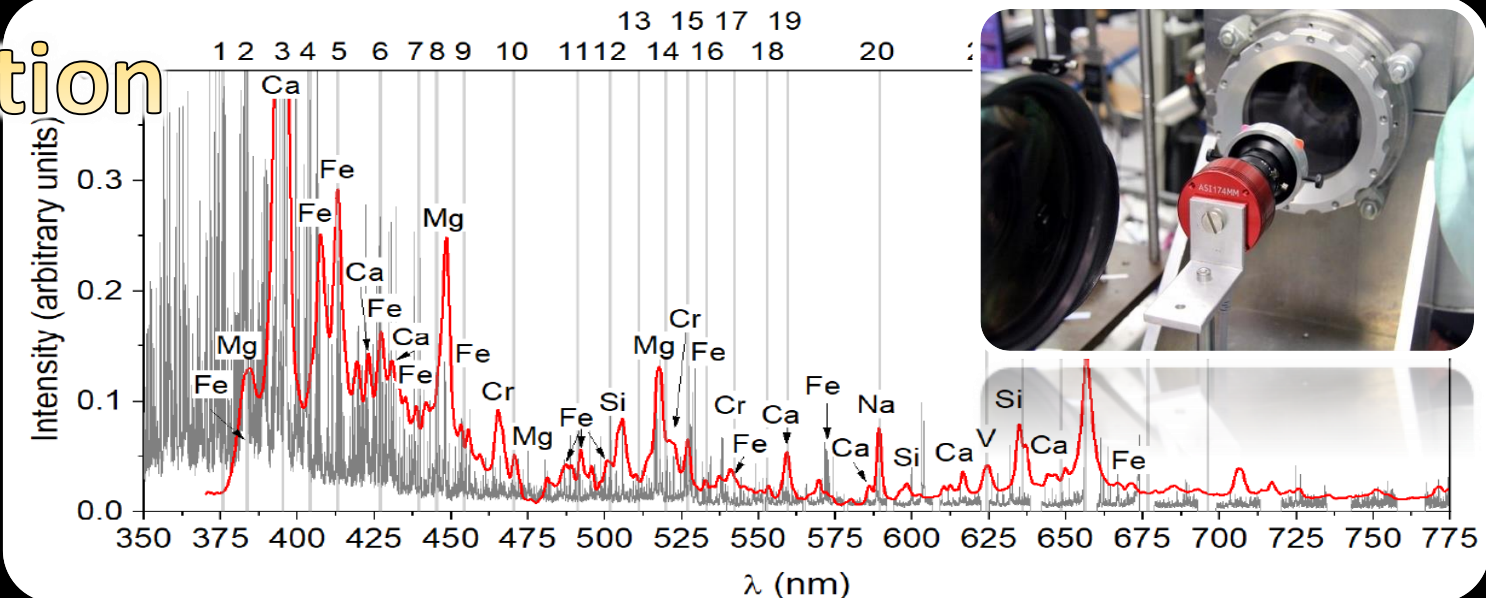 tion
13 15 17 19
1 2 3 4 5 6 7 8 9 10 11 12 14 16 18 20
Ca
Fe
Fe
Mg
Ca
Fe
Ca
Mg
Fe
Fe
Fe
Cr
Mg
Fe
Si
Mg
Cr
Fe
Cr
Fe
Ca
Fe
Ca
Na
Si
Ca
V
Si
Ca
Fe
ASI174MM
Intensity (arbitrary units)
0.3
0.2
0.1
0.0
350 375 400 425 450 475 500 525 550 575 600 625 650 675 700 725 750 775
λ (nm)